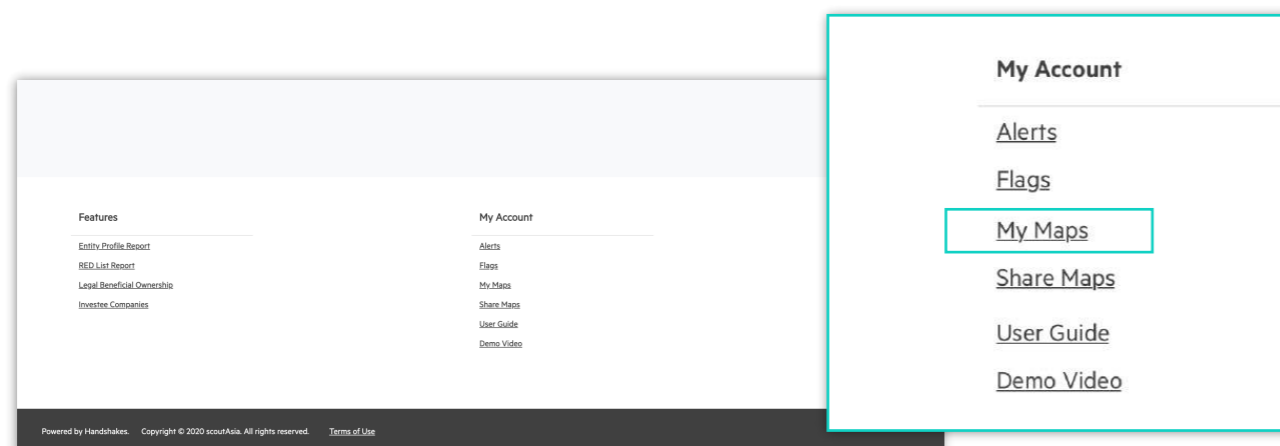 Features
Entity Profile Report
RED List Report
Legal Beneficial Ownership
Investee Companies
My Account
Alerts
Flags
My Maps
Share Maps
User Guide
Demo Video
Powered by Handshakes. Copyright © 2020 scoutAsia. All rights reserved. Terms of Use
My Account
Alerts
Flags
My Maps
Share Maps
User Guide
Demo Video